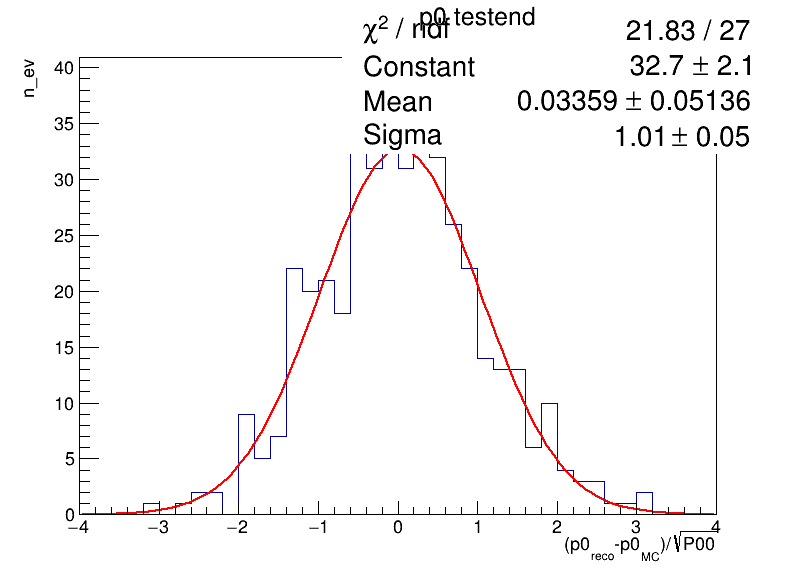 p0 testend
χ² / ndf 21.83 / 27
Constant 32.7 ± 2.1
Mean 0.03359 ± 0.05136
Sigma 1.01 ± 0.05
n_ev
40
35
30
25
20
15
10
5
0
−4 −3 −2 −1 0 1 2 3 4
(p0_reco-p0_MC)/√P00